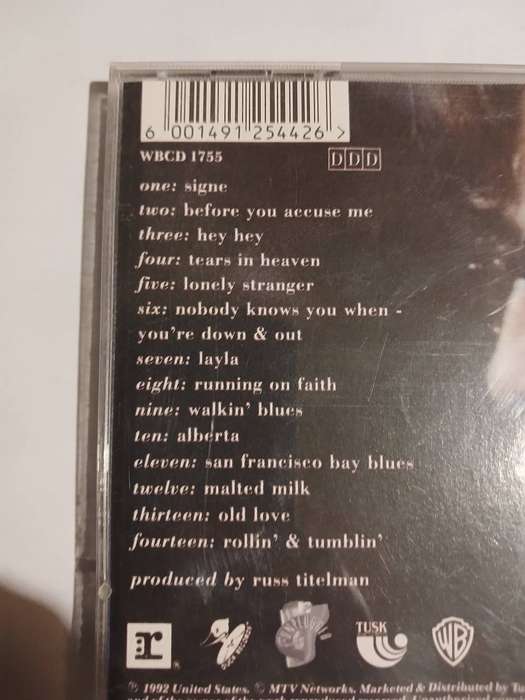 6 001491 254426 >
WBCD 1755
DDD
one: signe
two: before you accuse me
three: hey hey
four: tears in heaven
five: lonely stranger
six: nobody knows you when -
you're down & out
seven: layla
eight: running on faith
nine: walkin' blues
ten: alberta
eleven: san francisco bay blues
twelve: malted milk
thirteen: old love
fourteen: rollin' & tumblin'
produced by russ titelman
r
TUSK
WB
℗ 1992 United States. © MTV Networks. Marketed & Distributed by